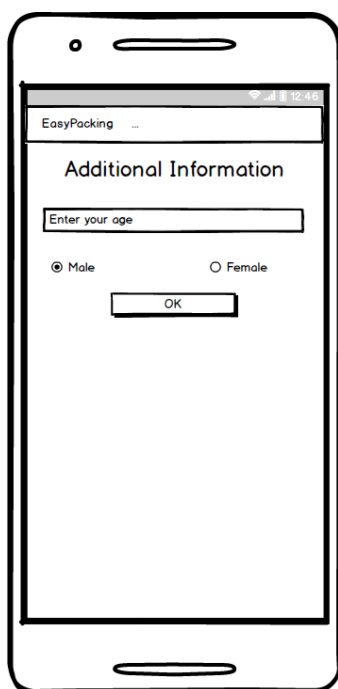 12:46
EasyPacking ...
Additional Information
Enter your age
Male Female
OK